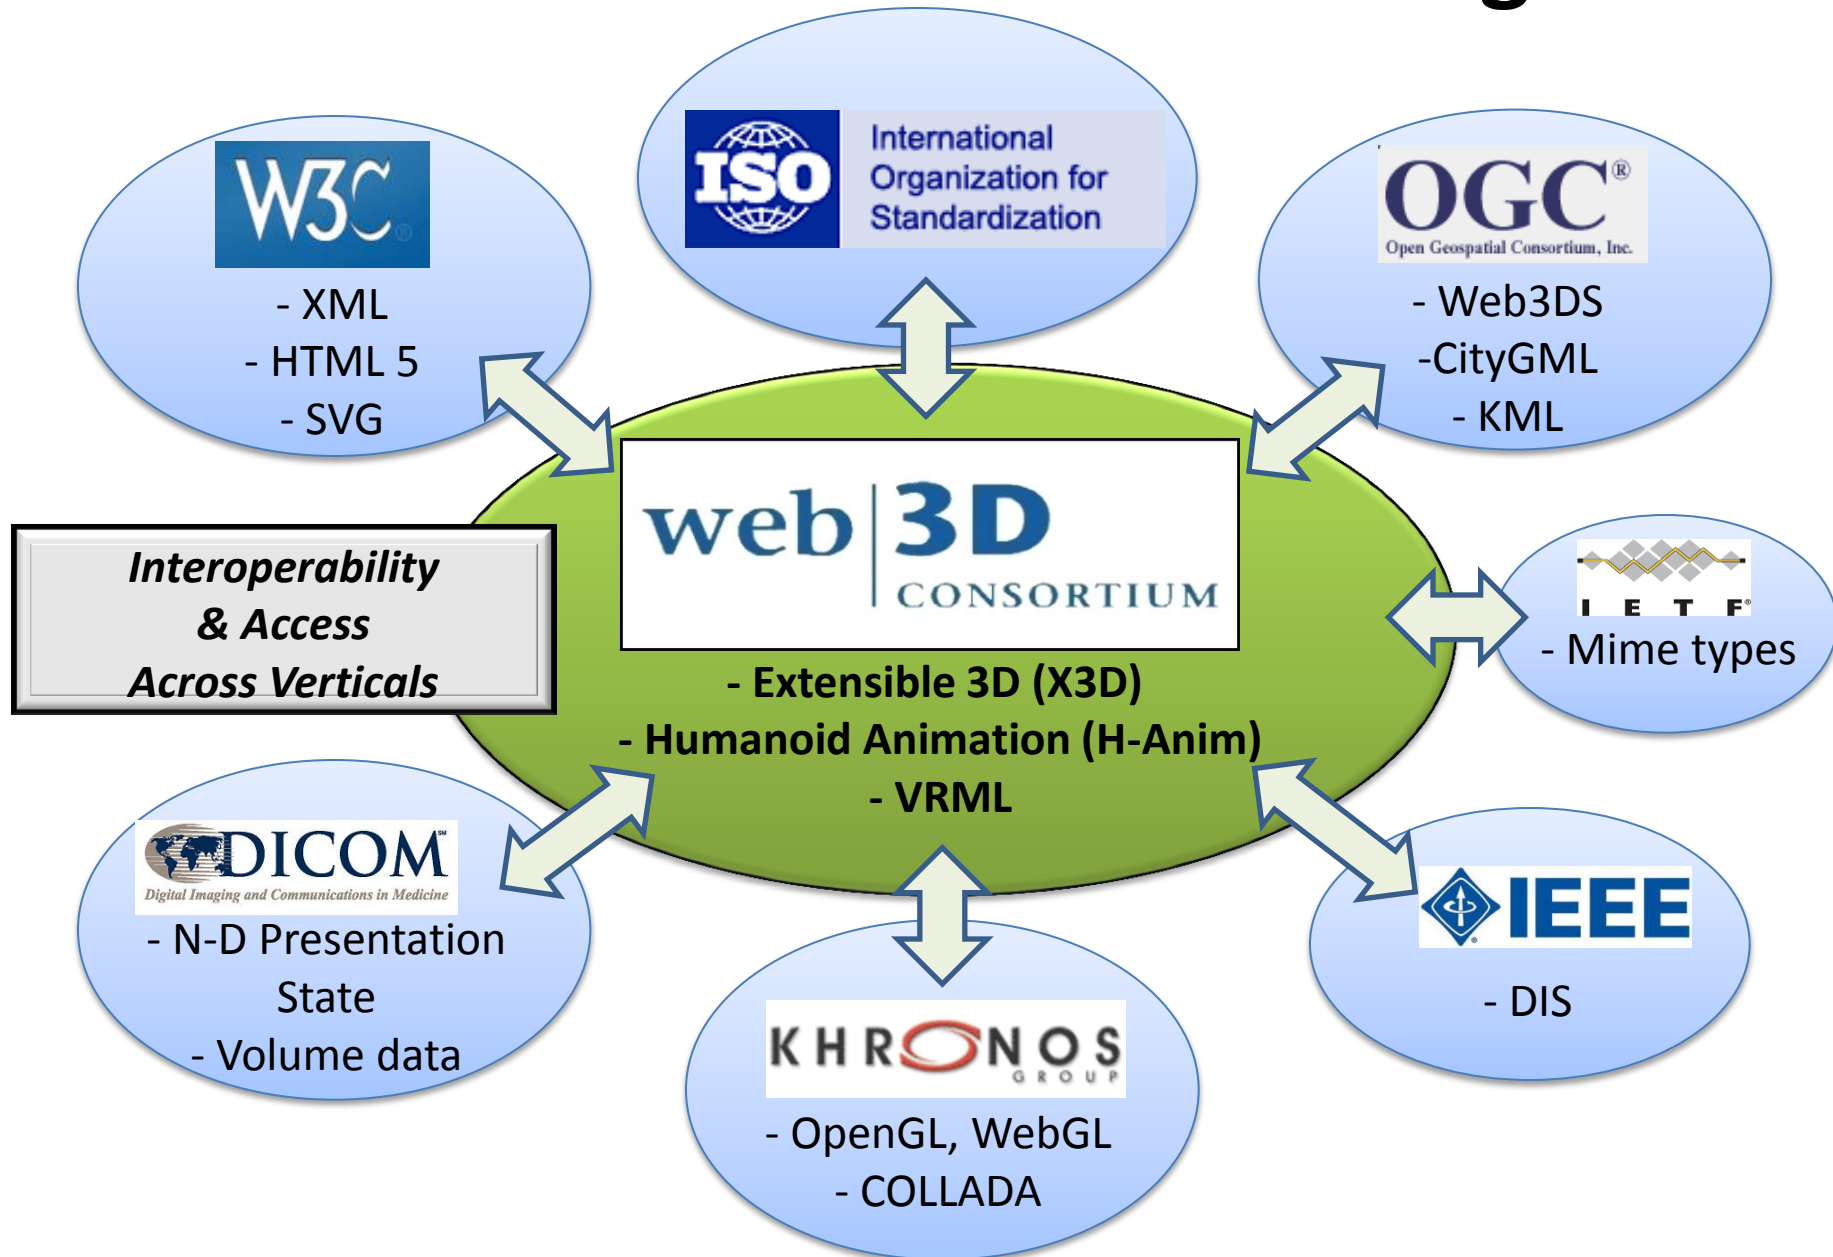 g
W3C®
- XML
- HTML 5
- SVG
ISO
International
Organization for
Standardization
OGC®
Open Geospatial Consortium, Inc.
- Web3DS
-CityGML
- KML
Interoperability
& Access
Across Verticals
web|3D
CONSORTIUM
- Extensible 3D (X3D)
- Humanoid Animation (H-Anim)
- VRML
I E T F®
- Mime types
DICOM℠
Digital Imaging and Communications in Medicine
- N-D Presentation
State
- Volume data
KHRONOS
GROUP
- OpenGL, WebGL
- COLLADA
IEEE
®
- DIS